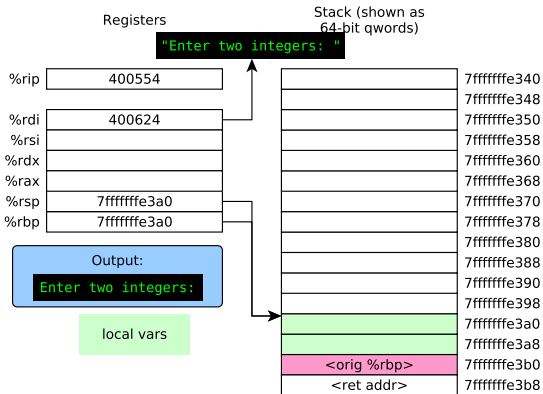 Registers
Stack (shown as
64-bit qwords)
"Enter two integers: "
%rip 400554
%rdi 400624
%rsi
%rdx
%rax
%rsp 7fffffffe3a0
%rbp 7fffffffe3a0
Output:
Enter two integers:
local vars
7fffffffe340
7fffffffe348
7fffffffe350
7fffffffe358
7fffffffe360
7fffffffe368
7fffffffe370
7fffffffe378
7fffffffe380
7fffffffe388
7fffffffe390
7fffffffe398
7fffffffe3a0
7fffffffe3a8
<orig %rbp> 7fffffffe3b0
<ret addr> 7fffffffe3b8